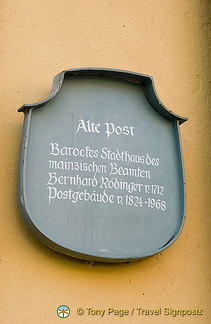 Alte Post
Barockes Stadthaus des
mainzischen Beamten
Bernhard Rödinger v. 1712
Postgebäude v. 1824-1968
© Tony Page / Travel Signposts